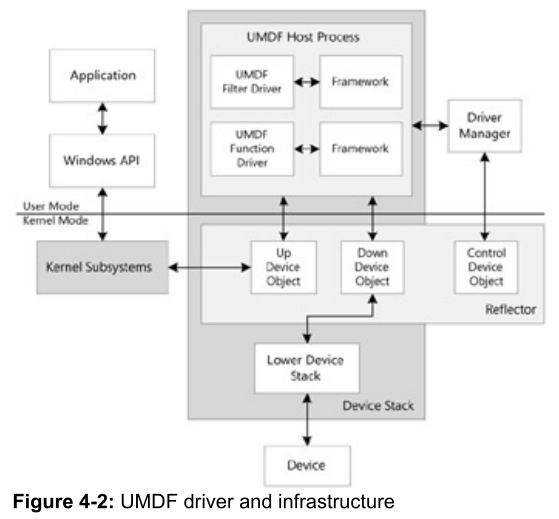 UMDF Host Process
Application
UMDF
Filter Driver
Framework
Driver
Manager
Windows API
UMDF
Function
Driver
Framework
User Mode
Kernel Mode
Kernel Subsystems
Up
Device
Object
Down
Device
Object
Control
Device
Object
Reflector
Lower Device
Stack
Device Stack
Device
Figure 4-2: UMDF driver and infrastructure